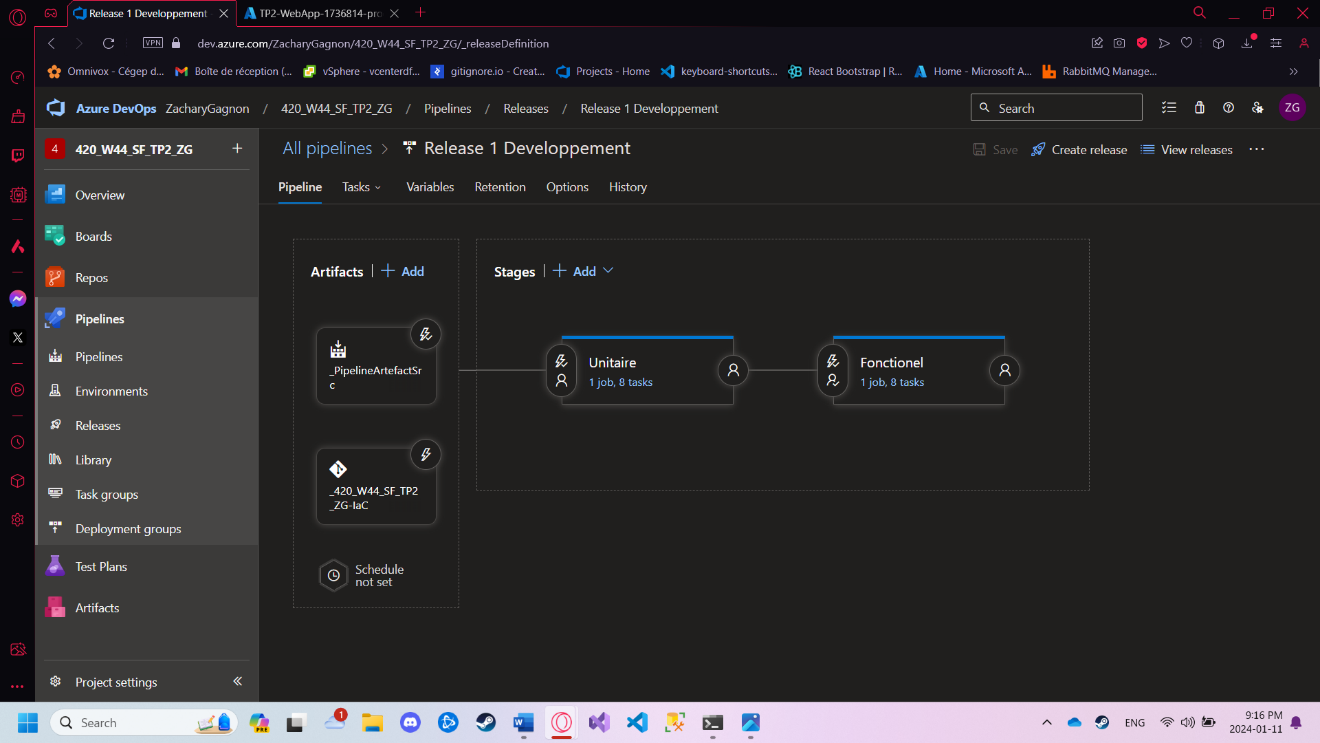 Release 1 Developpement
TP2-WebApp-1736814-pro
VPN
dev.azure.com/ZacharyGagnon/420_W44_SF_TP2_ZG/_releaseDefinition
Omnivox - Cégep d...
Boîte de réception (...
vSphere - vcenterdf...
gitignore.io - Creat...
Projects - Home
keyboard-shortcuts...
React Bootstrap | R...
Home - Microsoft A...
RabbitMQ Manage...
Azure DevOps
ZacharyGagnon / 420_W44_SF_TP2_ZG / Pipelines / Releases / Release 1 Developpement
Search
ZG
4
420_W44_SF_TP2_ZG
Overview
Boards
Repos
Pipelines
Pipelines
Environments
Releases
Library
Task groups
Deployment groups
Test Plans
Artifacts
Project settings
All pipelines > Release 1 Developpement
Save
Create release
View releases
Pipeline
Tasks
Variables
Retention
Options
History
Artifacts | + Add
_PipelineArtefactSr
c
_420_W44_SF_TP2
_ZG-IaC
Schedule
not set
Stages | + Add
Unitaire
1 job, 8 tasks
Fonctionel
1 job, 8 tasks
Search
PRE
1
ENG
9:16 PM
2024-01-11